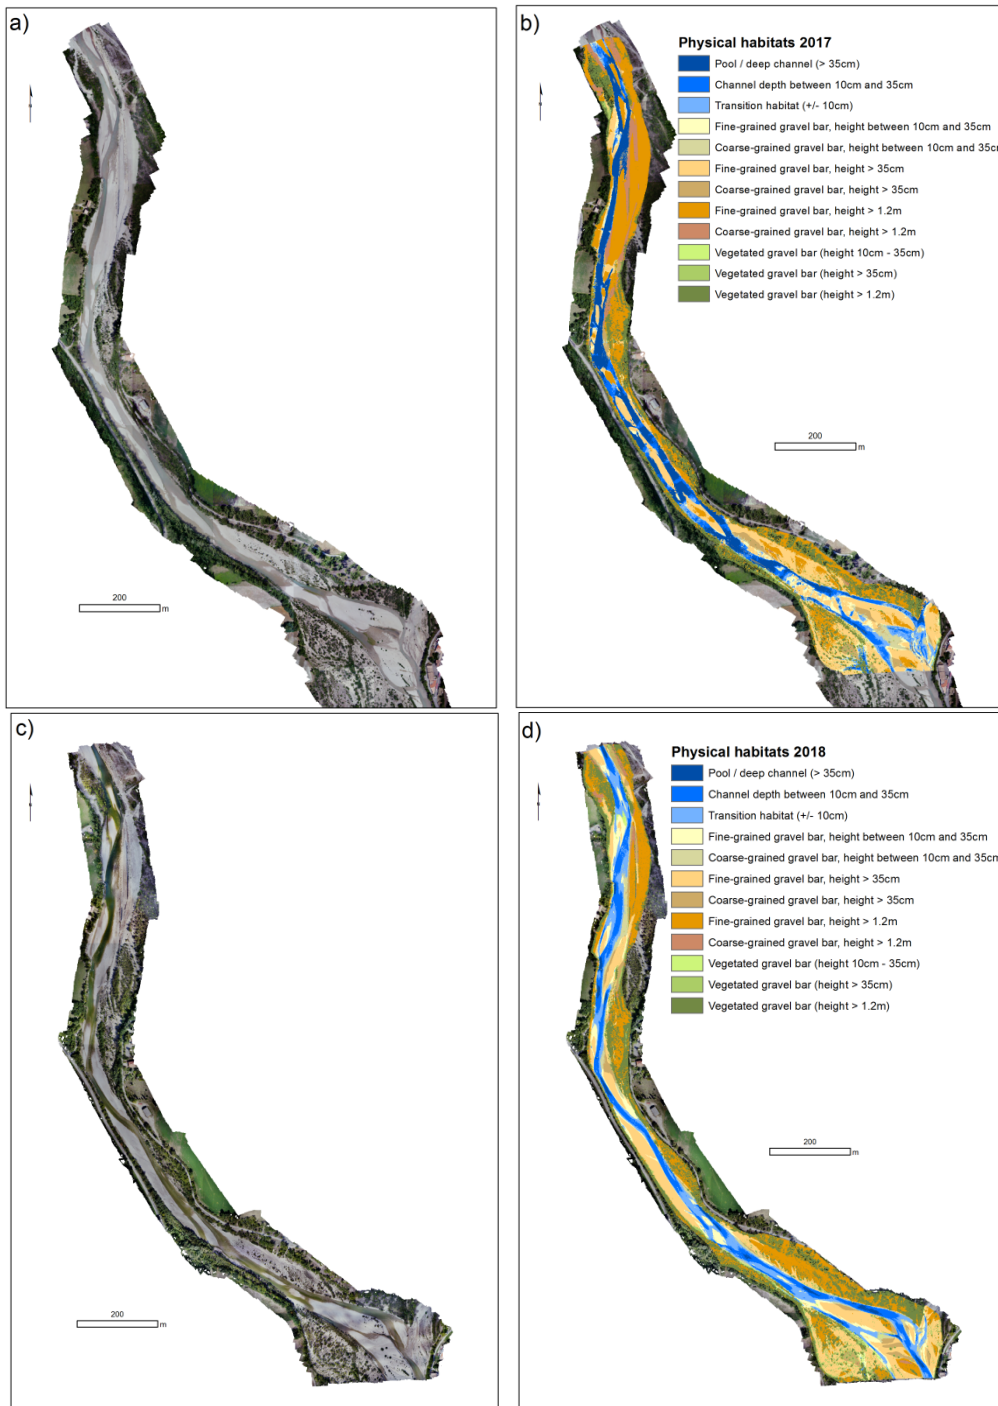 a)
200
m
b)
Physical habitats 2017
Pool / deep channel (> 35cm)
Channel depth between 10cm and 35cm
Transition habitat (+/- 10cm)
Fine-grained gravel bar, height between 10cm and 35cm
Coarse-grained gravel bar, height between 10cm and 35cm
Fine-grained gravel bar, height > 35cm
Coarse-grained gravel bar, height > 35cm
Fine-grained gravel bar, height > 1.2m
Coarse-grained gravel bar, height > 1.2m
Vegetated gravel bar (height 10cm - 35cm)
Vegetated gravel bar (height > 35cm)
Vegetated gravel bar (height > 1.2m)
200
m
c)
200
m
d)
Physical habitats 2018
Pool / deep channel (> 35cm)
Channel depth between 10cm and 35cm
Transition habitat (+/- 10cm)
Fine-grained gravel bar, height between 10cm and 35cm
Coarse-grained gravel bar, height between 10cm and 35cm
Fine-grained gravel bar, height > 35cm
Coarse-grained gravel bar, height > 35cm
Fine-grained gravel bar, height > 1.2m
Coarse-grained gravel bar, height > 1.2m
Vegetated gravel bar (height 10cm - 35cm)
Vegetated gravel bar (height > 35cm)
Vegetated gravel bar (height > 1.2m)
200
m